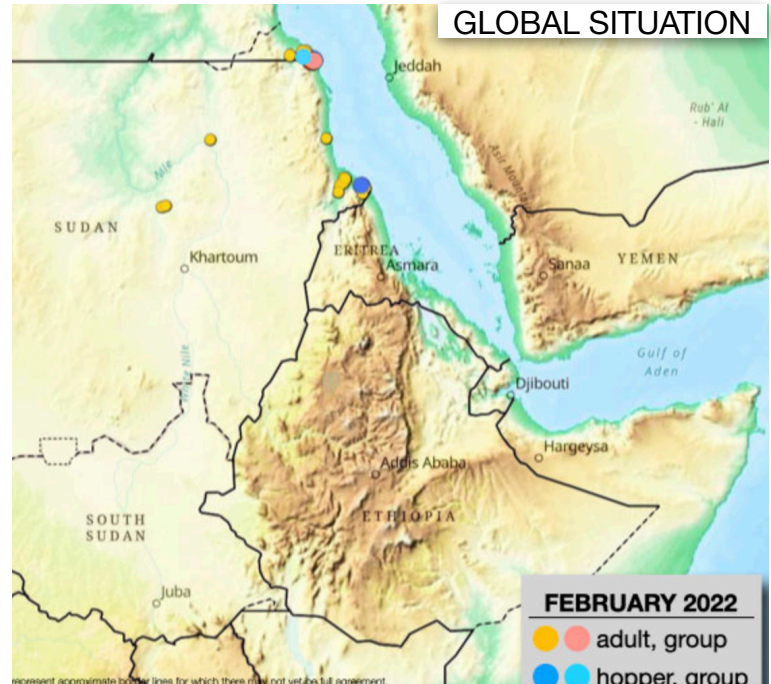 GLOBAL SITUATION
Jeddah
Rub' Al
- Hali
Asir Mountains
Nile
SUDAN
Khartoum
ERITREA
Asmara
Sanaa
YEMEN
White Nile
Gulf of
Aden
Djibouti
Hargeysa
Addis Ababa
ETHIOPIA
SOUTH
SUDAN
Juba
FEBRUARY 2022
adult, group
hopper, group
represent approximate border lines for which there may not yet be full agreement.